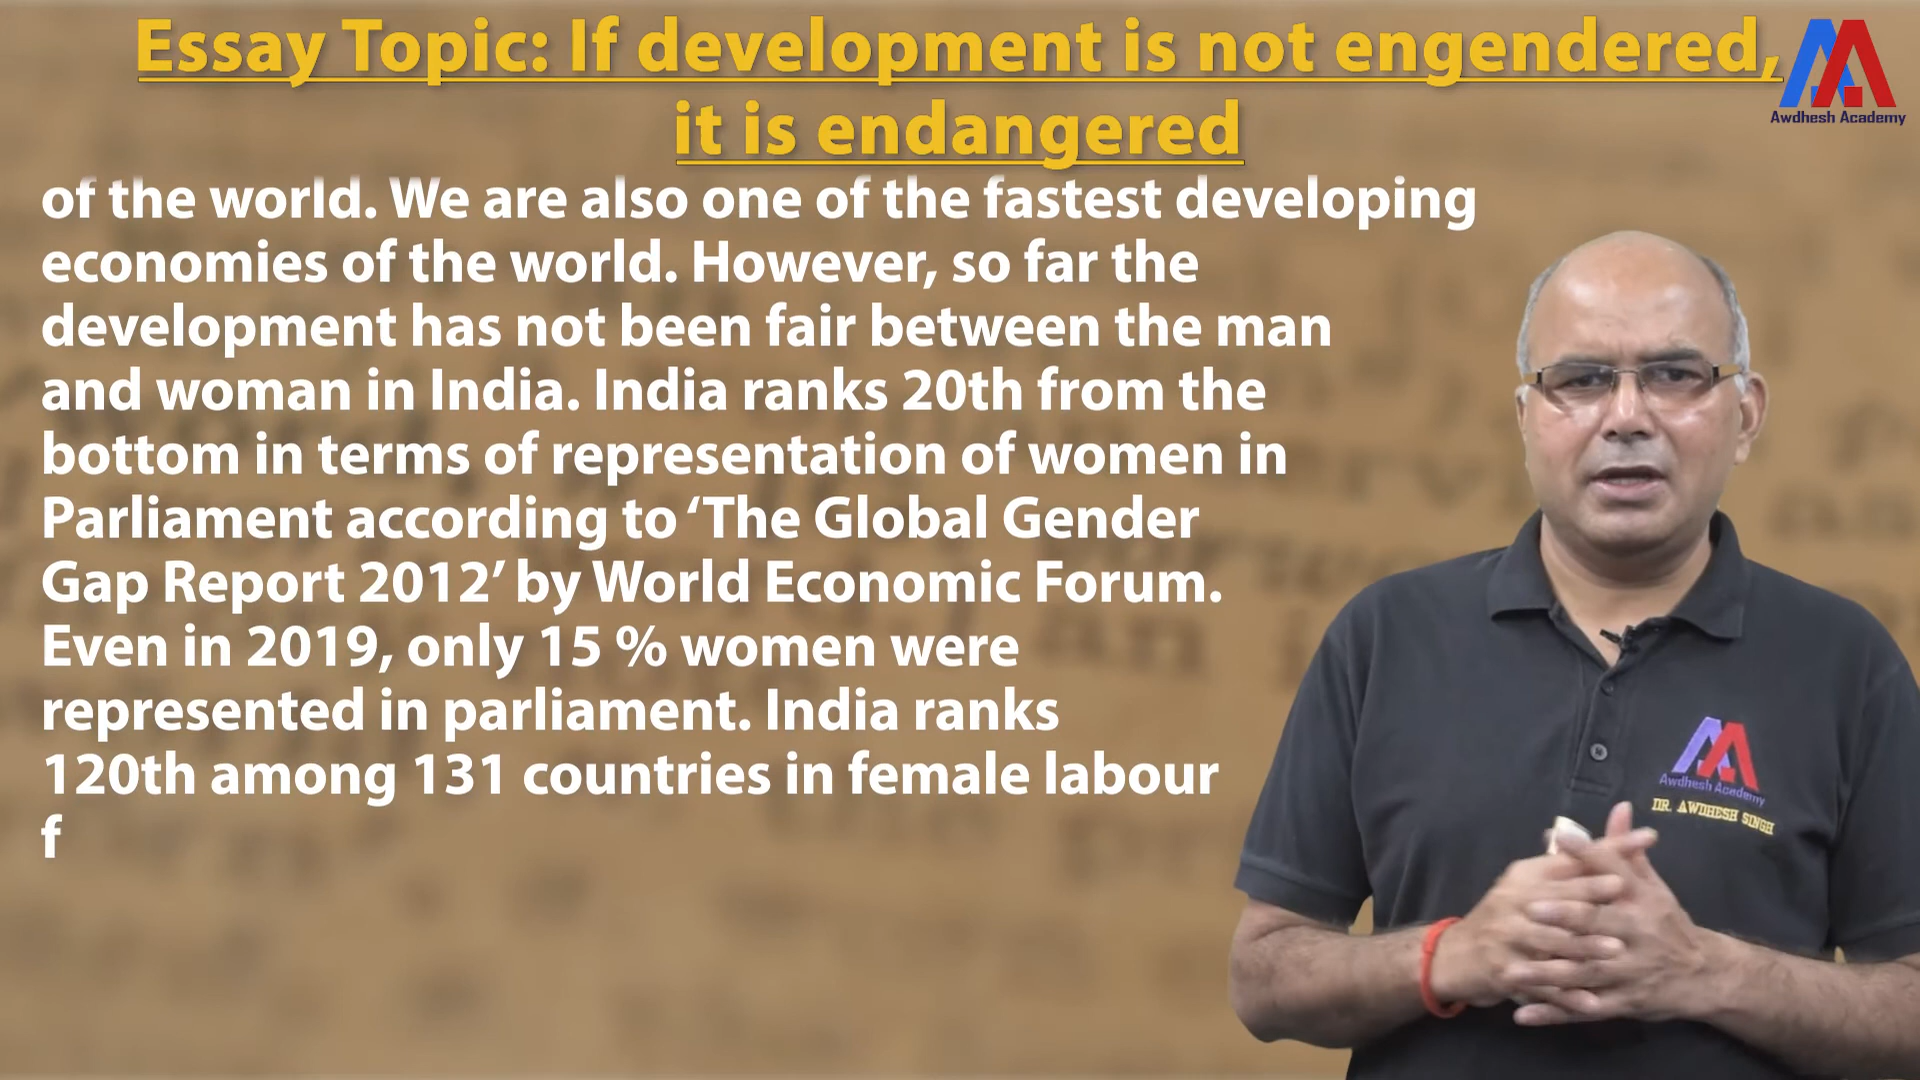 Essay Topic: If development is not engendered,
it is endangered
Awdhesh Academy
of the world. We are also one of the fastest developing
economies of the world. However, so far the
development has not been fair between the man
and woman in India. India ranks 20th from the
bottom in terms of representation of women in
Parliament according to ‘The Global Gender
Gap Report 2012’ by World Economic Forum.
Even in 2019, only 15 % women were
represented in parliament. India ranks
120th among 131 countries in female labour
f
Awdhesh Academy
DR. AWDHESH SINGH